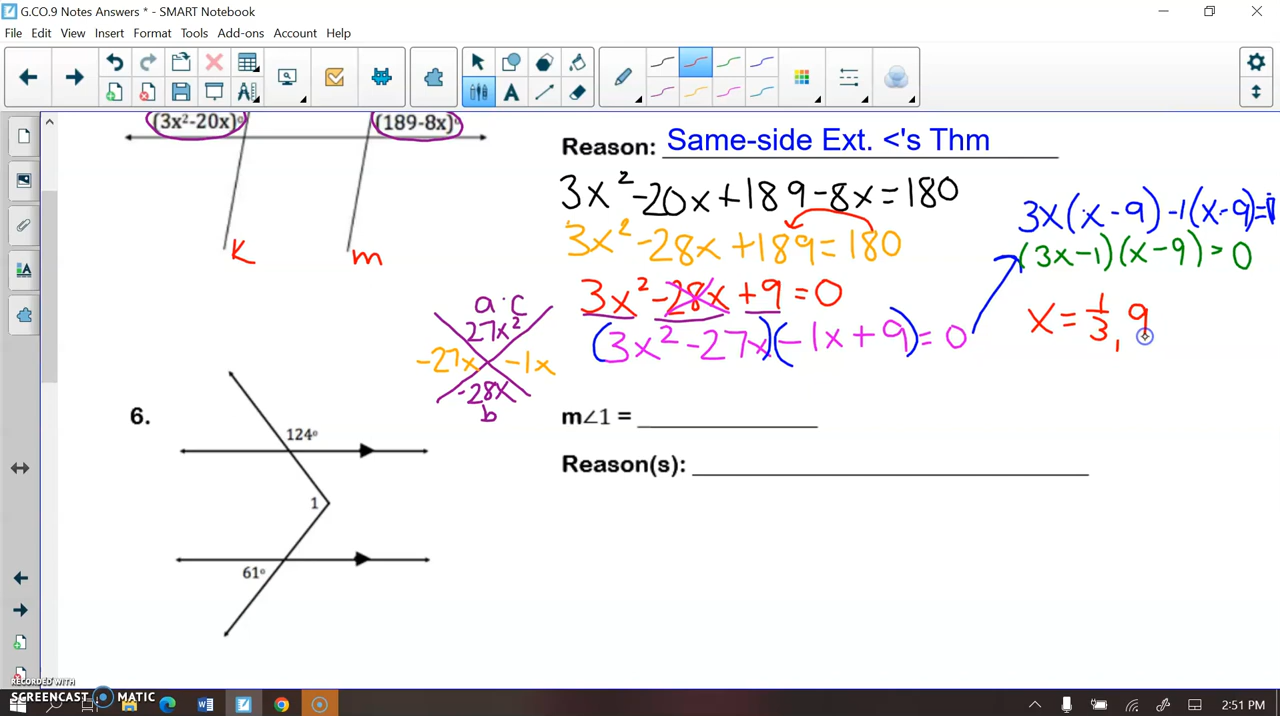 G.CO.9 Notes Answers * - SMART Notebook
File Edit View Insert Format Tools Add-ons Account Help
(3x²-20x)° (189-8x)°
k m
Reason: Same-side Ext. <'s Thm
3x² -20x+189-8x=180
3x² -28x +189=180
3x² -28x +9 =0
(3x² -27x)(-1x+9)=0
3x(x-9)-1(x-9)=0
(3x-1)(x-9)=0
x = 1/3, 9
a·c
27x²
-27x -1x
-28x
b
6.
124°
1
61°
m∠1 =
Reason(s):
SCREENCAST MATIC
2:51 PM